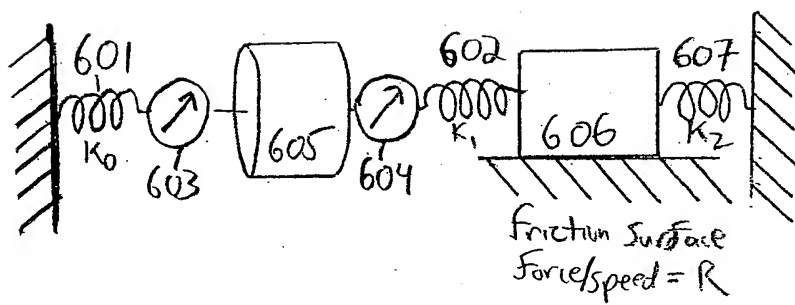 601
602
607
K₀
603
605
604
K₁
606
K₂
friction surface
Force/speed = R